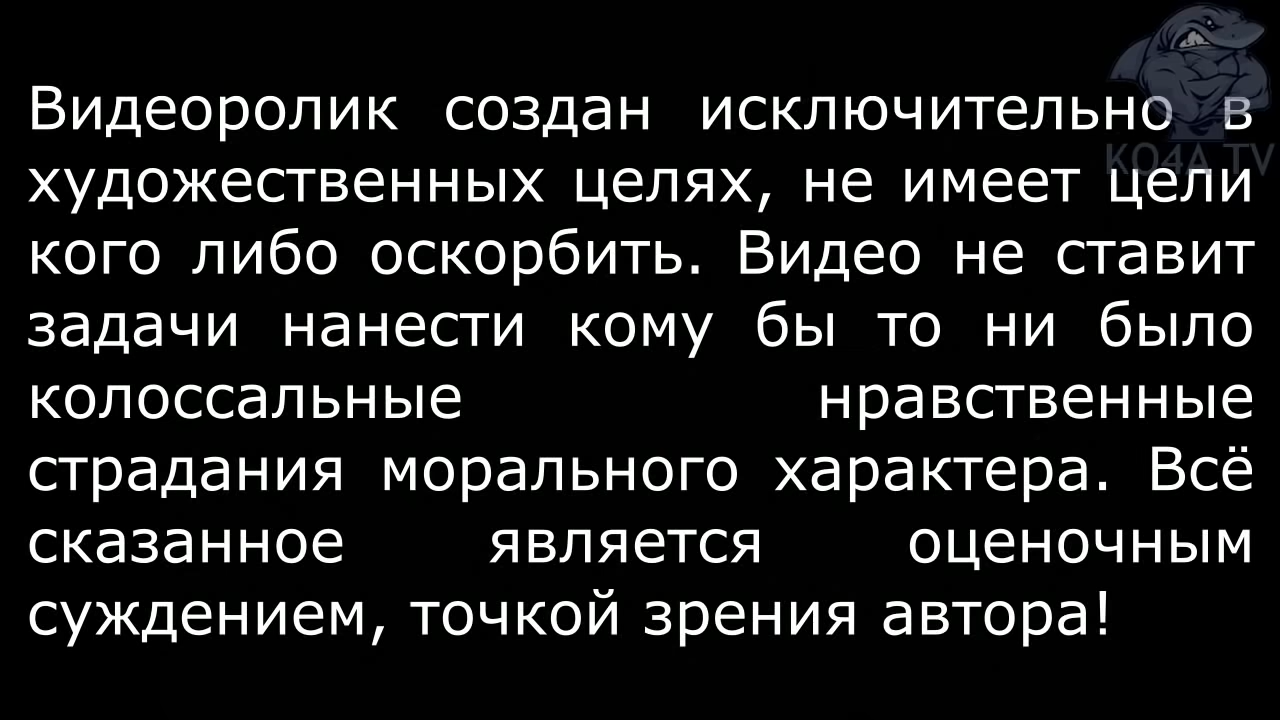 Видеоролик создан исключительно в
художественных целях, не имеет цели
кого либо оскорбить. Видео не ставит
задачи нанести кому бы то ни было
колоссальные нравственные
страдания морального характера. Всё
сказанное является оценочным
суждением, точкой зрения автора!
KO4A TV